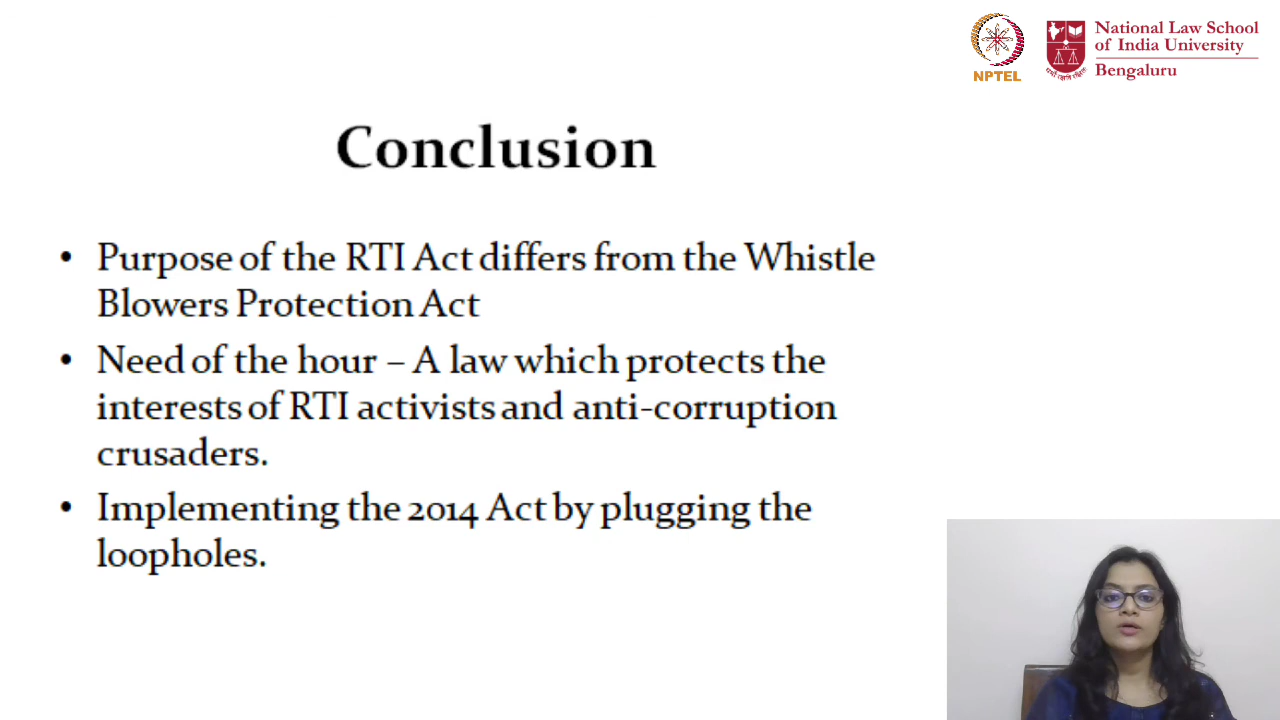 NPTEL
National Law School
of India University
Bengaluru
Conclusion
• Purpose of the RTI Act differs from the Whistle
Blowers Protection Act
• Need of the hour – A law which protects the
interests of RTI activists and anti-corruption
crusaders.
• Implementing the 2014 Act by plugging the
loopholes.